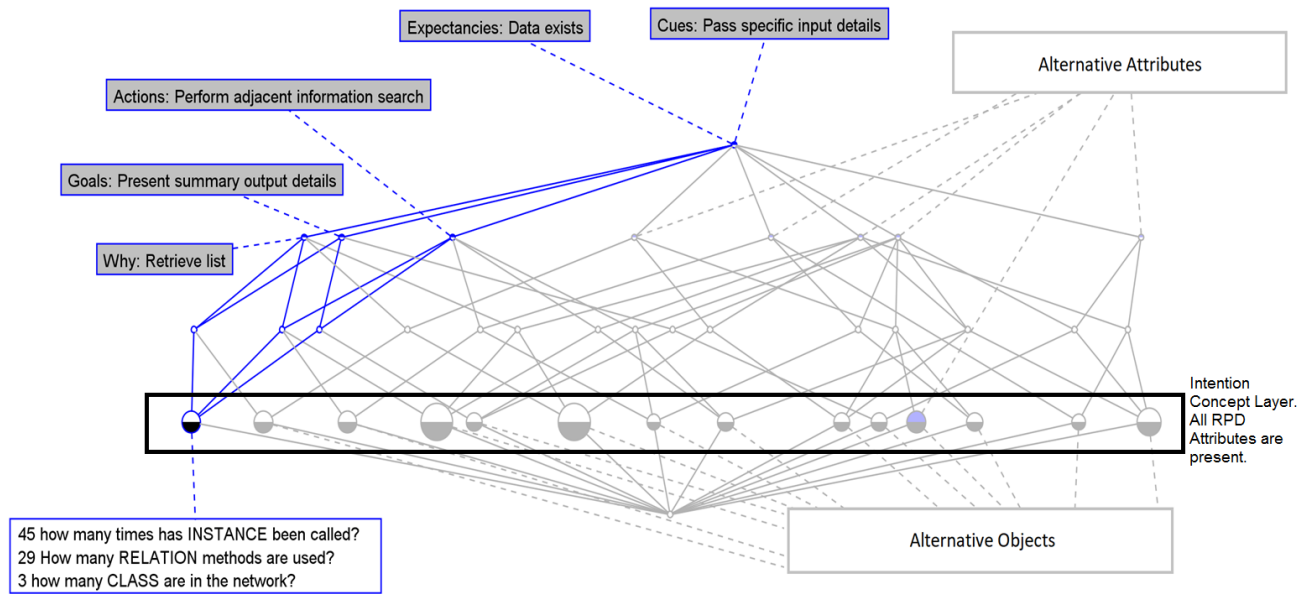 Expectancies: Data exists
Cues: Pass specific input details
Alternative Attributes
Actions: Perform adjacent information search
Goals: Present summary output details
Why: Retrieve list
Intention
Concept Layer.
All RPD
Attributes are
present.
45 how many times has INSTANCE been called?
29 How many RELATION methods are used?
3 how many CLASS are in the network?
Alternative Objects